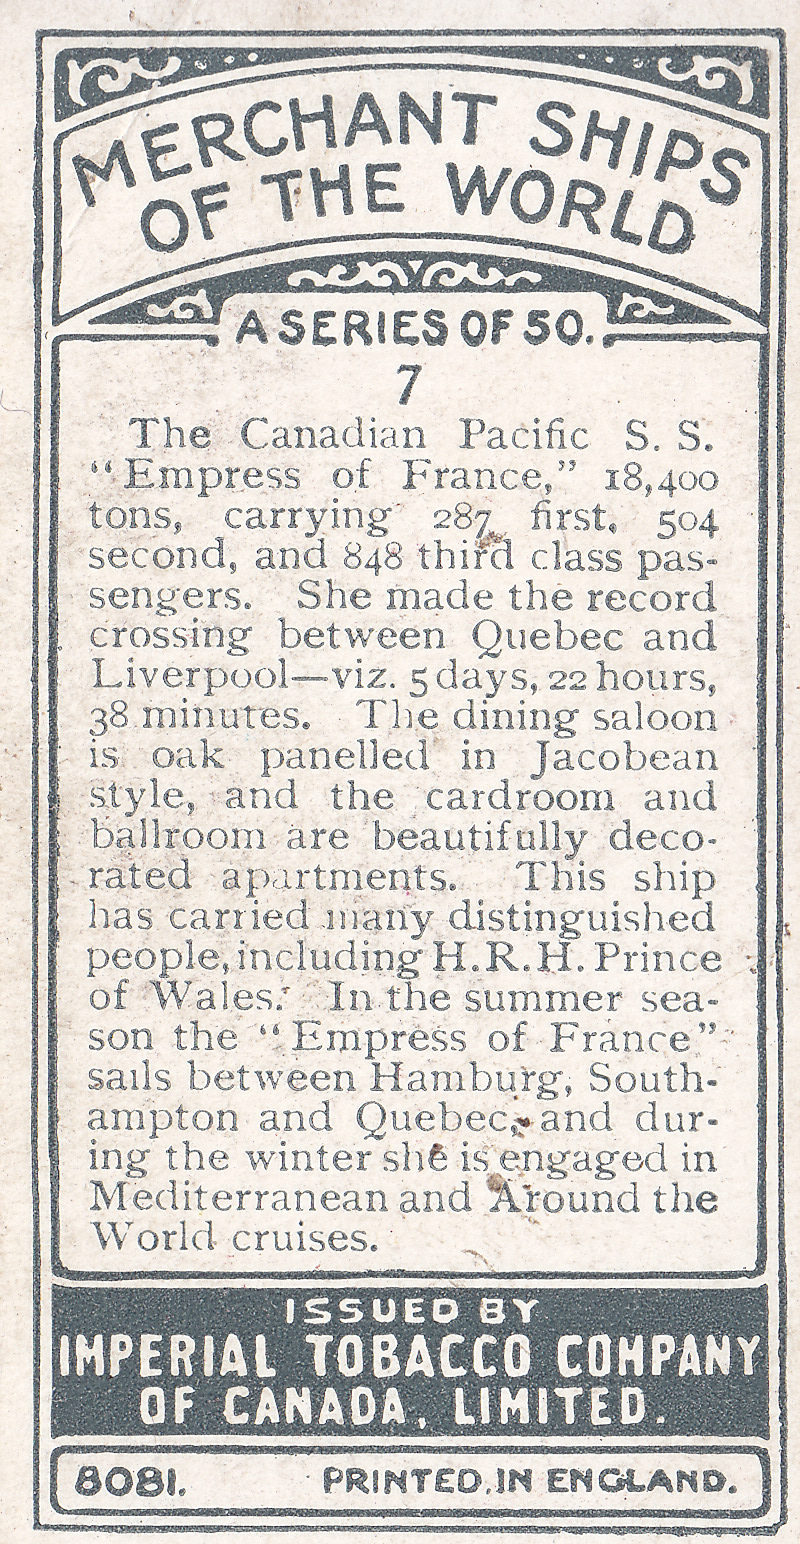 MERCHANT SHIPS
OF THE WORLD
A SERIES OF 50.
7
The Canadian Pacific S. S.
“Empress of France,” 18,400
tons, carrying 287 first, 504
second, and 848 third class pas-
sengers. She made the record
crossing between Quebec and
Liverpool—viz. 5 days, 22 hours,
38 minutes. The dining saloon
is oak panelled in Jacobean
style, and the cardroom and
ballroom are beautifully deco-
rated apartments. This ship
has carried many distinguished
people, including H.R.H. Prince
of Wales. In the summer sea-
son the “Empress of France”
sails between Hamburg, South-
ampton and Quebec, and dur-
ing the winter she is engaged in
Mediterranean and Around the
World cruises.
ISSUED BY
IMPERIAL TOBACCO COMPANY
OF CANADA, LIMITED.
8081. PRINTED IN ENGLAND.